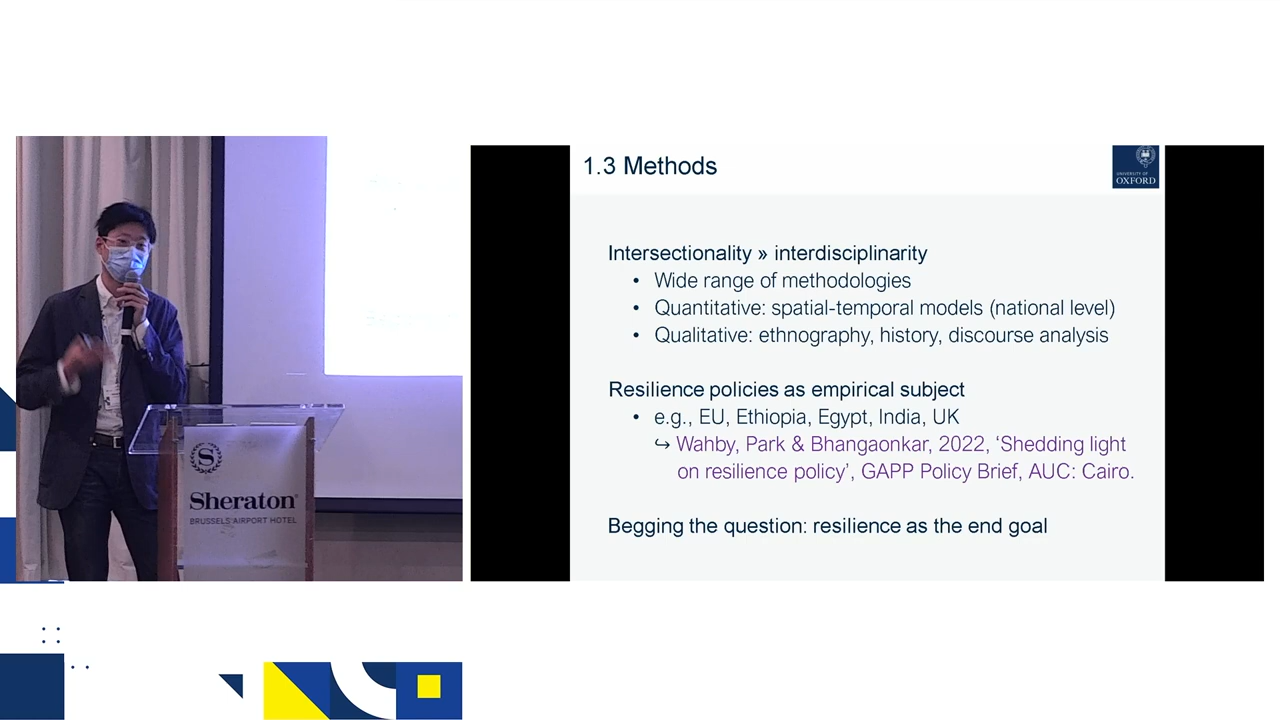 1.3 Methods
UNIVERSITY OF
OXFORD
Intersectionality » interdisciplinarity
• Wide range of methodologies
• Quantitative: spatial-temporal models (national level)
• Qualitative: ethnography, history, discourse analysis
Resilience policies as empirical subject
• e.g., EU, Ethiopia, Egypt, India, UK
↪ Wahby, Park & Bhangaonkar, 2022, ‘Shedding light
on resilience policy’, GAPP Policy Brief, AUC: Cairo.
Begging the question: resilience as the end goal
S
Sheraton
BRUSSELS AIRPORT HOTEL